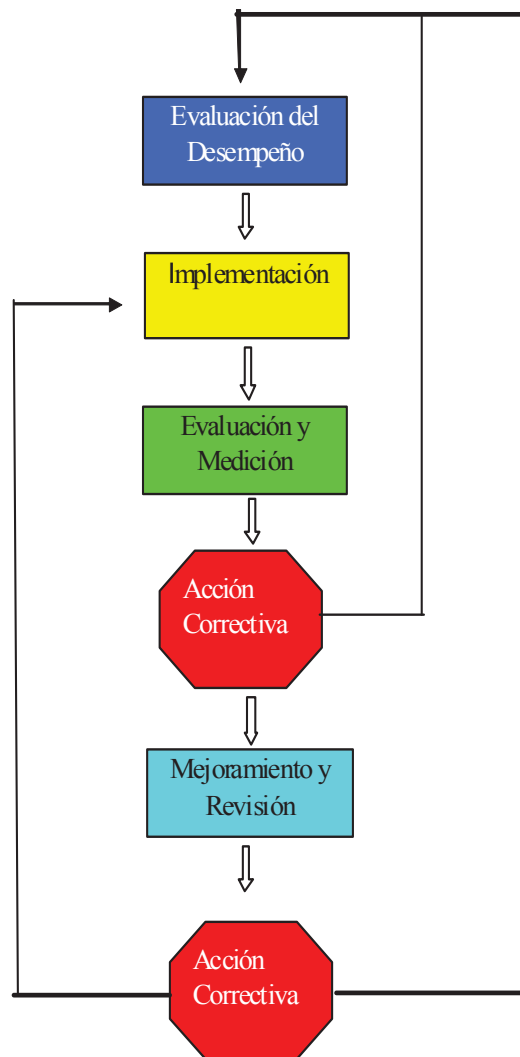 Evaluación del
Desempeño
Implementación
Evaluación y
Medición
Acción
Correctiva
Mejoramiento y
Revisión
Acción
Correctiva